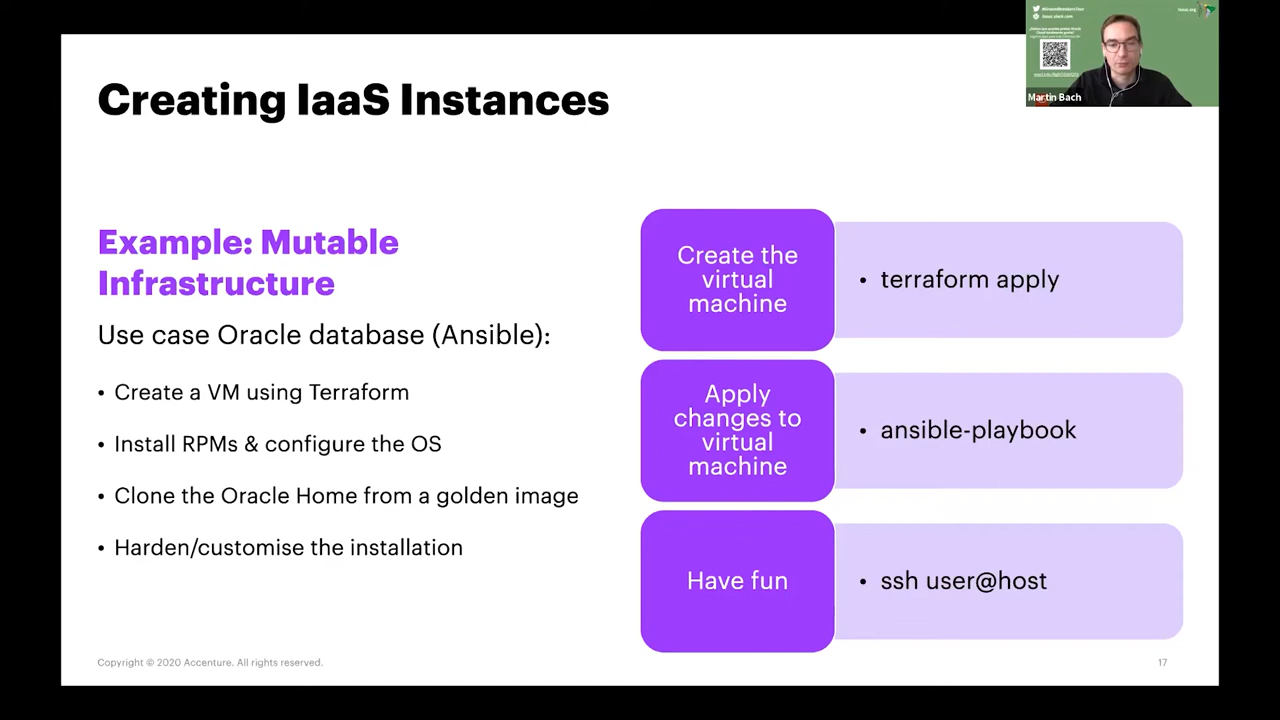 Creating IaaS Instances
Example: Mutable
Infrastructure
Use case Oracle database (Ansible):
• Create a VM using Terraform
• Install RPMs & configure the OS
• Clone the Oracle Home from a golden image
• Harden/customise the installation
Create the
virtual
machine
• terraform apply
Apply
changes to
virtual
machine
• ansible-playbook
Have fun
• ssh user@host
Copyright © 2020 Accenture. All rights reserved.
17
Martin Bach